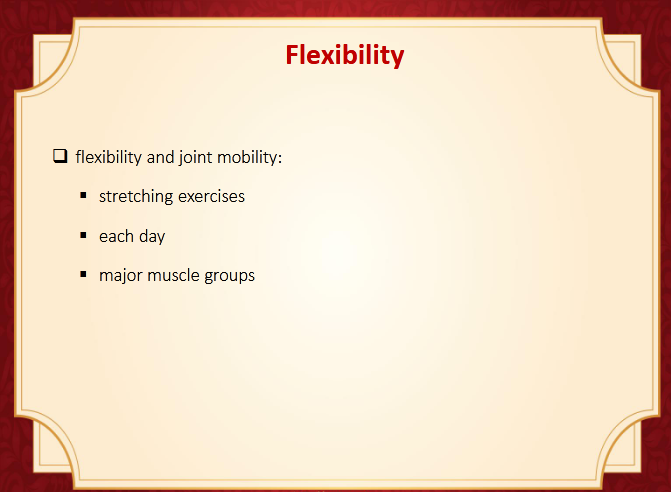 Flexibility
❑ flexibility and joint mobility:
▪ stretching exercises
▪ each day
▪ major muscle groups